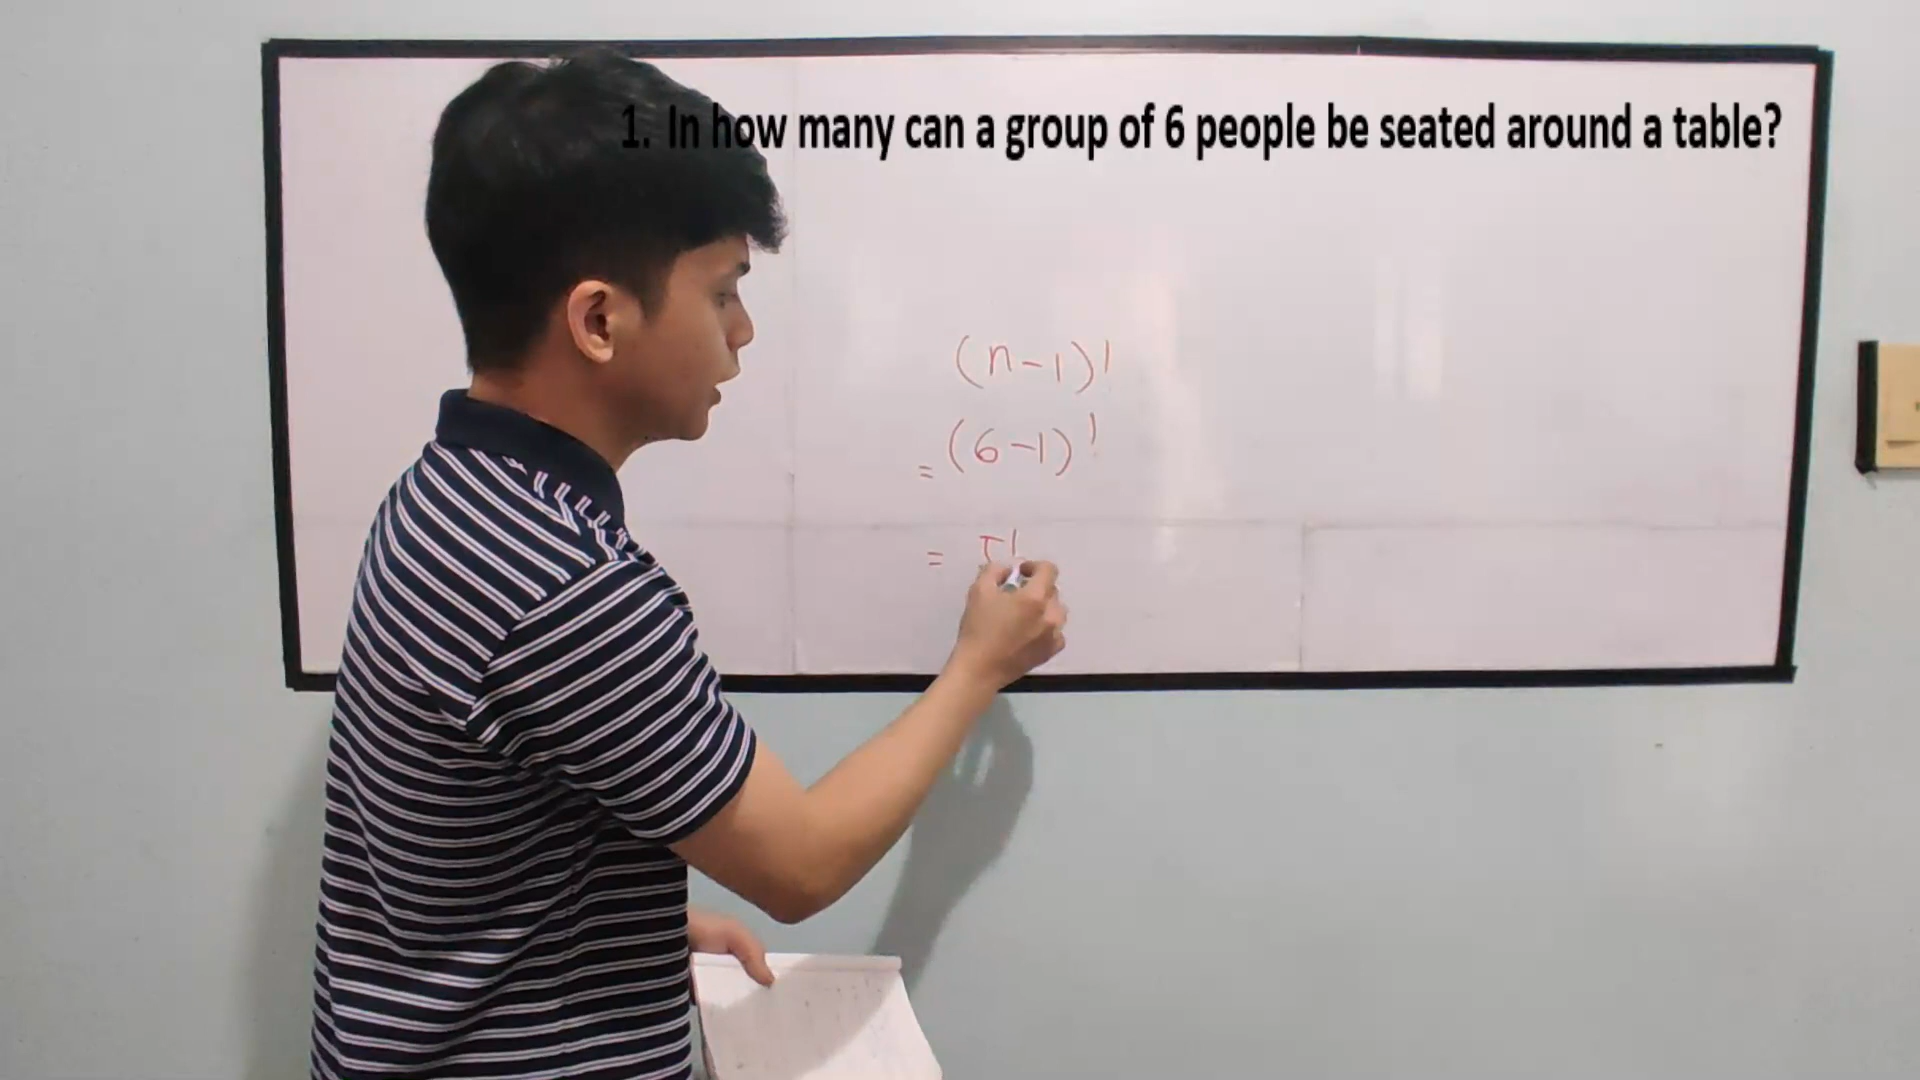 1. In how many can a group of 6 people be seated around a table?
(n-1)!
= (6-1)!
= 5!